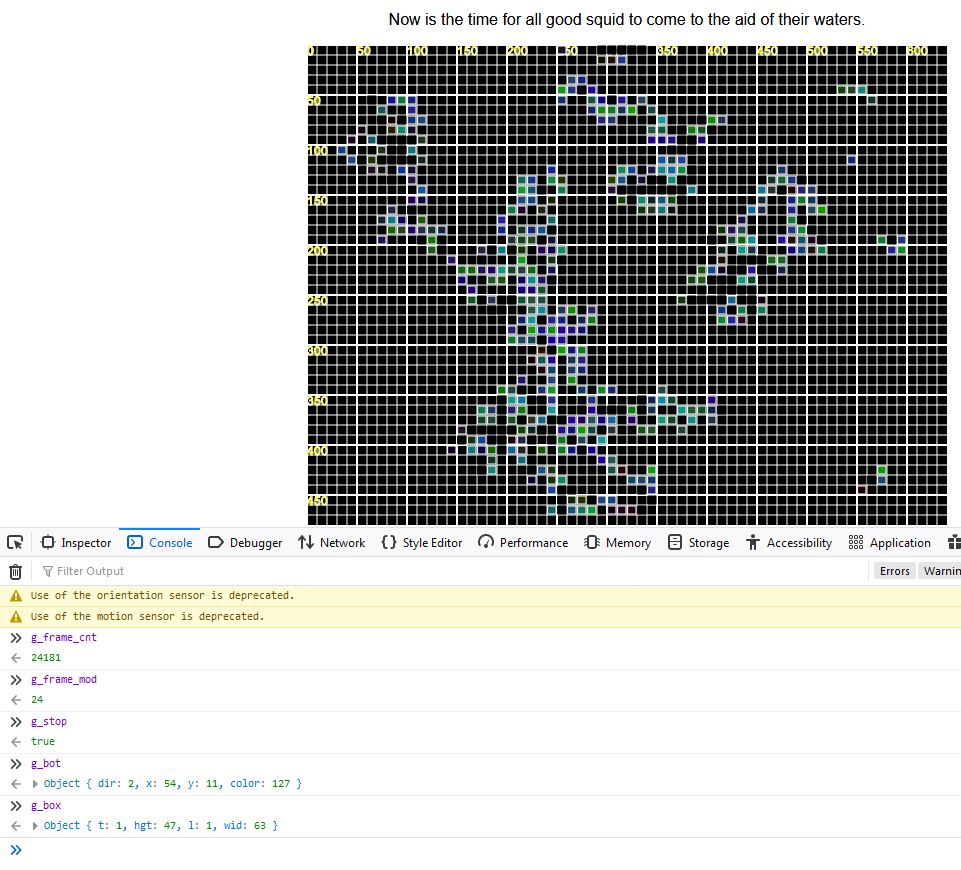 Now is the time for all good squid to come to the aid of their waters.
0 50 100 150 200 50 350 400 450 500 550 600
50
100
150
200
250
300
350
400
450
Inspector Console Debugger Network Style Editor Performance Memory Storage Accessibility Application
Filter Output Errors Warnin
Use of the orientation sensor is deprecated.
Use of the motion sensor is deprecated.
g_frame_cnt
24181
g_frame_mod
24
g_stop
true
g_bot
Object { dir: 2, x: 54, y: 11, color: 127 }
g_box
Object { t: 1, hgt: 47, l: 1, wid: 63 }